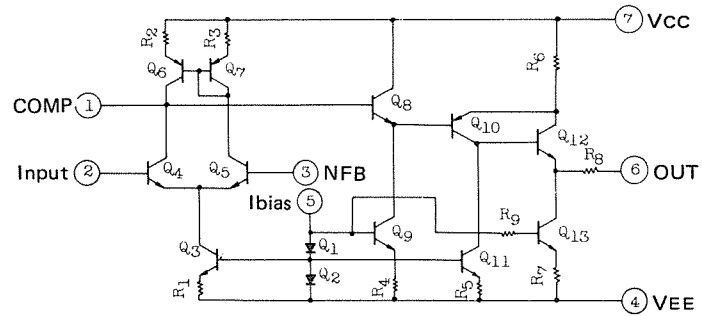 7 VCC
R2
R3
R6
Q6
Q7
COMP 1
Q8
Q10
Q12
R8
Input 2
Q4
Q5
3 NFB
6 OUT
Ibias
5
R9
Q1
Q9
Q13
Q3
Q2
Q11
R1
R4
R5
R7
4 VEE